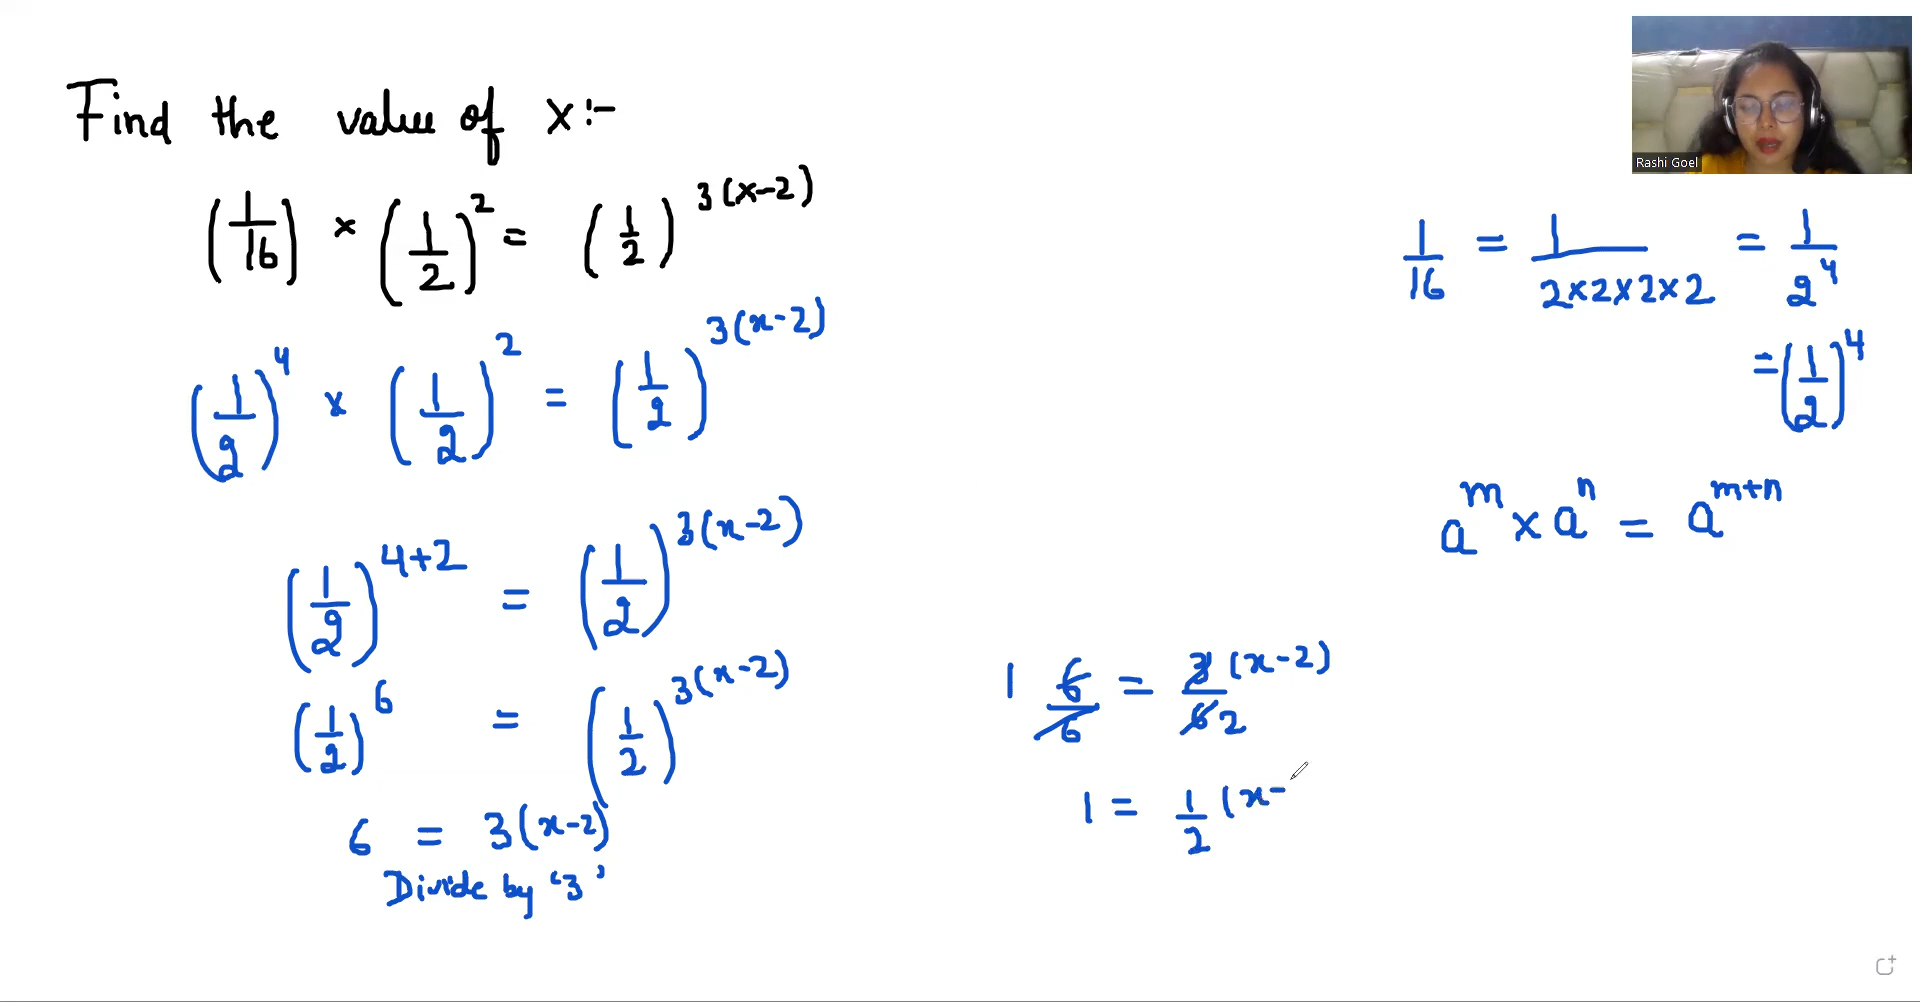 Find the value of x:-
(1/16) × (1/2)^2 = (1/2)^3(x-2)
(1/2)^4 × (1/2)^2 = (1/2)^3(x-2)
(1/2)^4+2 = (1/2)^3(x-2)
(1/2)^6 = (1/2)^3(x-2)
6 = 3(x-2)
Divide by '3'
1 6/6 = 3/6 2 (x-2)
1 = 1/2 (x-
Rashi Goel
1/16 = 1/2×2×2×2 = 1/2^4
= (1/2)^4
a^m × a^n = a^m+n